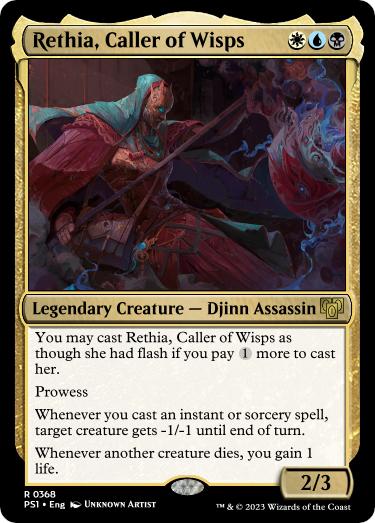 Rethia, Caller of Wisps
Legendary Creature — Djinn Assassin
You may cast Rethia, Caller of Wisps as
though she had flash if you pay 1 more to cast
her.
Prowess
Whenever you cast an instant or sorcery spell,
target creature gets -1/-1 until end of turn.
Whenever another creature dies, you gain 1
life.
2/3
R 0368
PS1 • Eng Unknown Artist
™ & © 2023 Wizards of the Coast